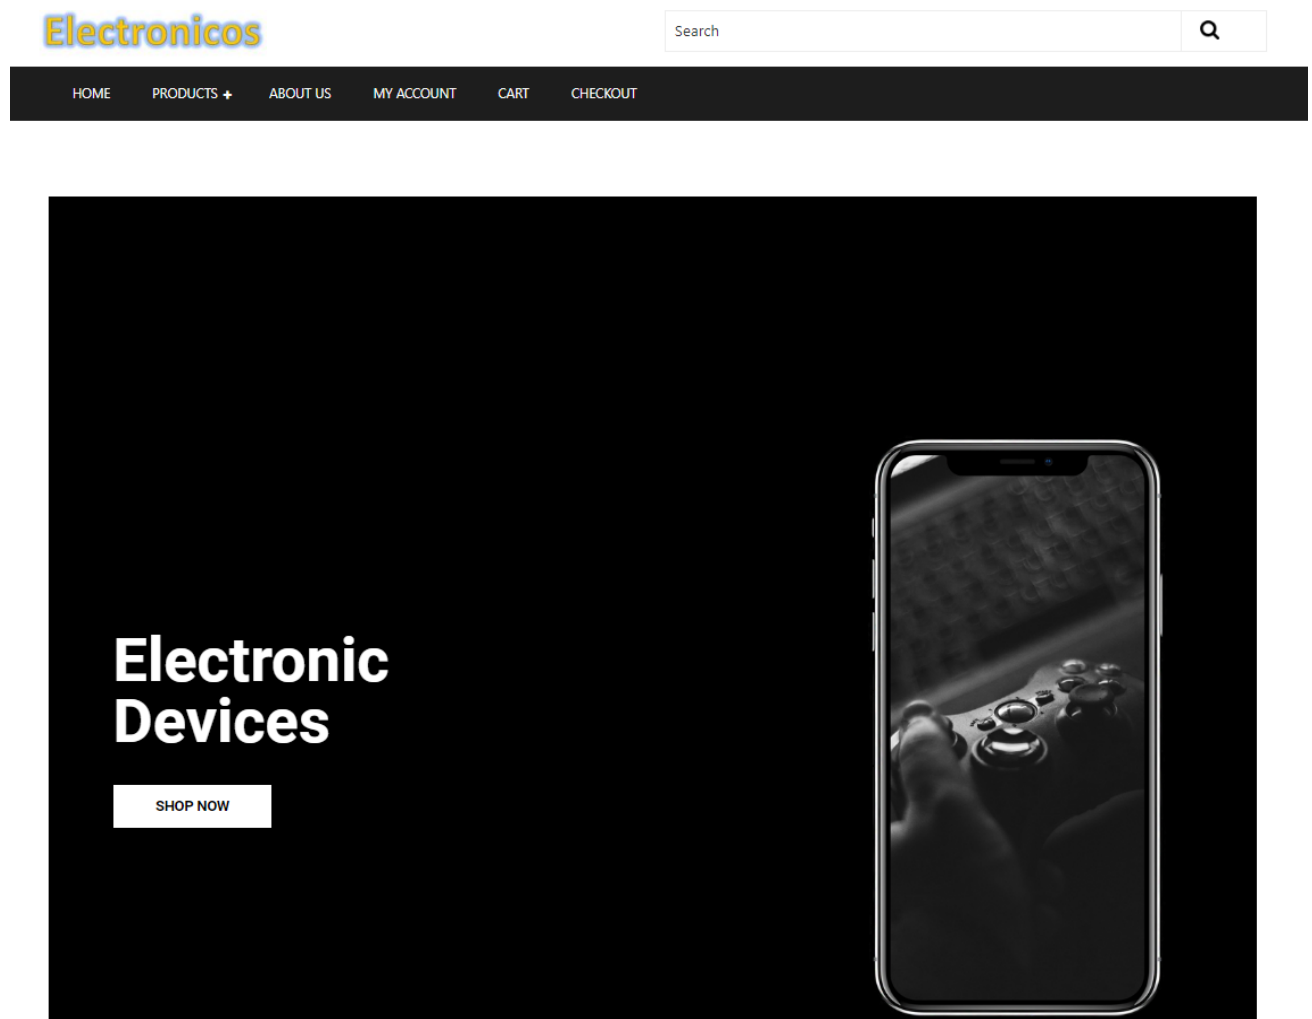 Electronicos
Search
HOME PRODUCTS + ABOUT US MY ACCOUNT CART CHECKOUT
Electronic
Devices
SHOP NOW